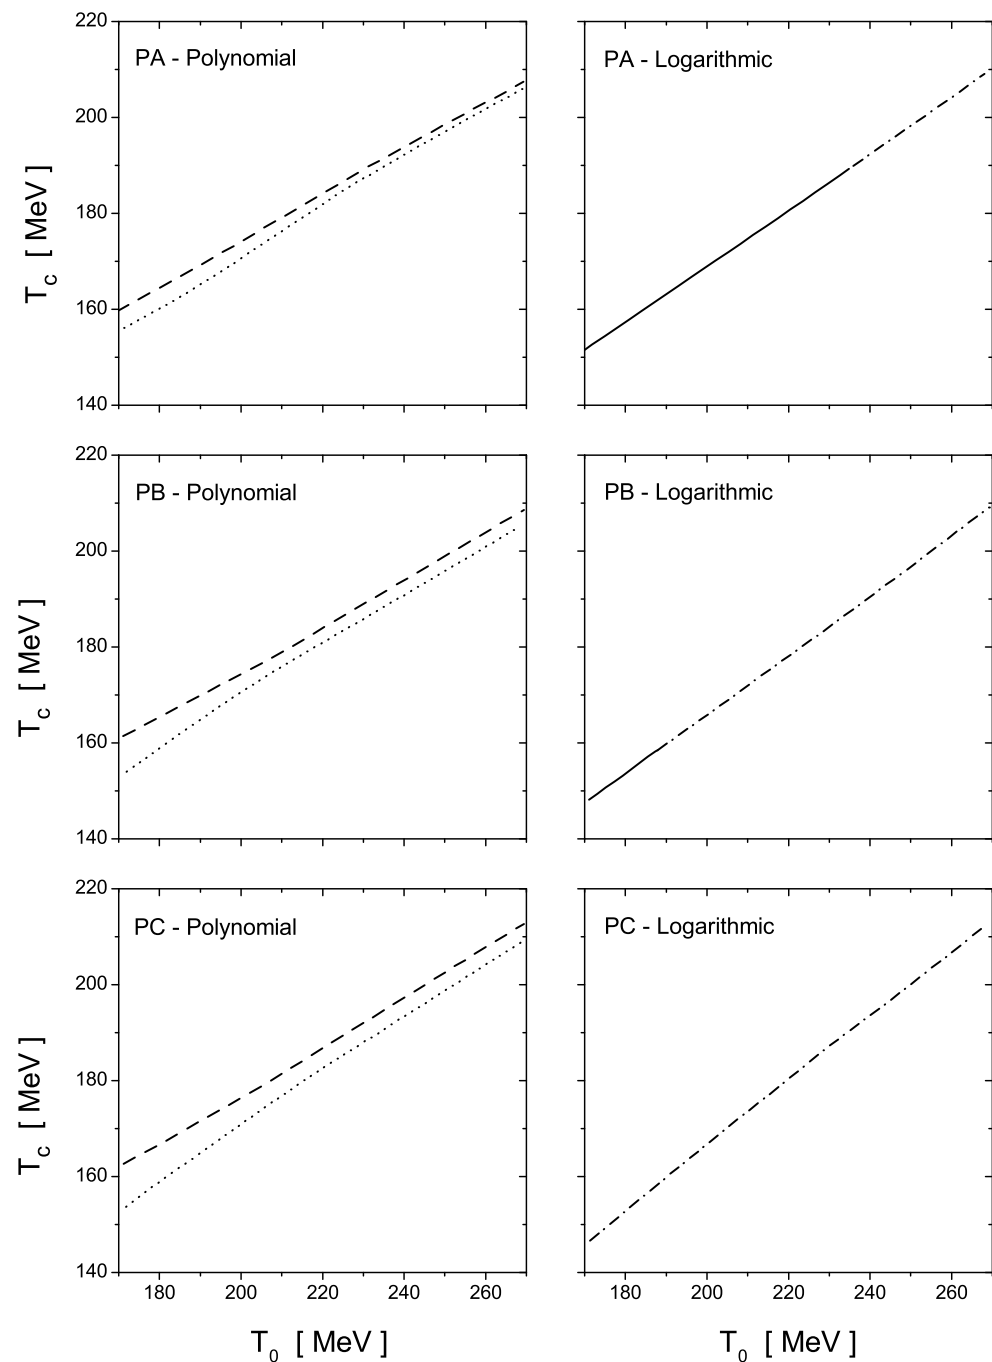 220
200
180
160
140
T_c [ MeV ]
PA - Polynomial
PA - Logarithmic
220
200
180
160
140
T_c [ MeV ]
PB - Polynomial
PB - Logarithmic
220
200
180
160
140
T_c [ MeV ]
PC - Polynomial
PC - Logarithmic
180 200 220 240 260
180 200 220 240 260
T_0 [ MeV ]
T_0 [ MeV ]